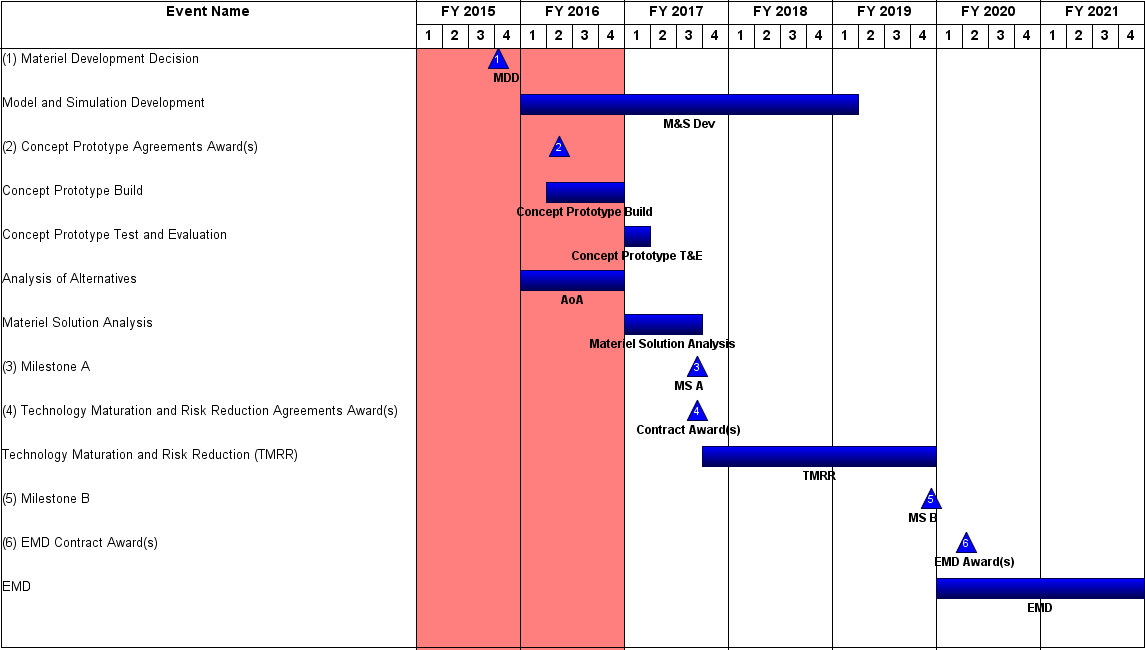 Event Name FY 2015 FY 2016 FY 2017 FY 2018 FY 2019 FY 2020 FY 2021
1 2 3 4 1 2 3 4 1 2 3 4 1 2 3 4 1 2 3 4 1 2 3 4 1 2 3 4
(1) Materiel Development Decision 1
MDD
Model and Simulation Development
M&S Dev
(2) Concept Prototype Agreements Award(s) 2
Concept Prototype Build
Concept Prototype Build
Concept Prototype Test and Evaluation
Concept Prototype T&E
Analysis of Alternatives
AoA
Materiel Solution Analysis
Materiel Solution Analysis
(3) Milestone A 3
MS A
(4) Technology Maturation and Risk Reduction Agreements Award(s) 4
Contract Award(s)
Technology Maturation and Risk Reduction (TMRR)
TMRR
(5) Milestone B 5
MS B
(6) EMD Contract Award(s) 6
EMD Award(s)
EMD
EMD